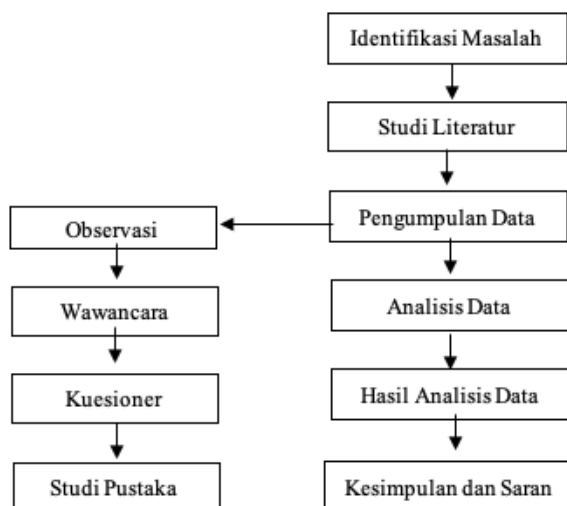 Identifikasi Masalah
Studi Literatur
Pengumpulan Data
Observasi
Wawancara
Analisis Data
Kuesioner
Hasil Analisis Data
Studi Pustaka
Kesimpulan dan Saran